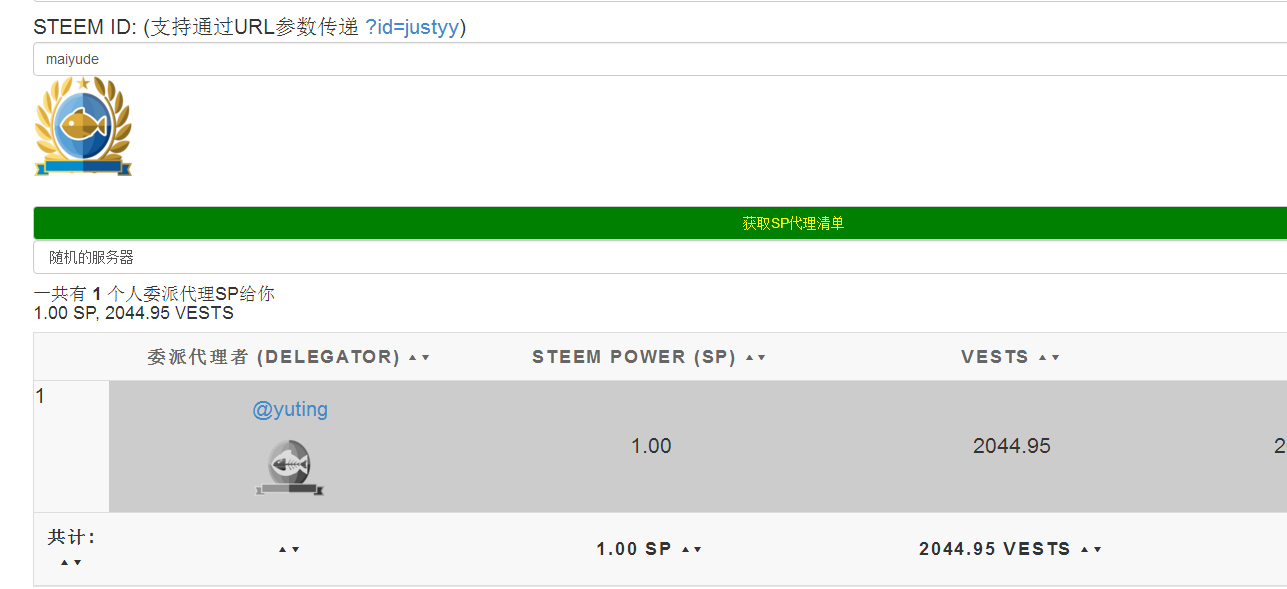 STEEM ID: (支持通过URL参数传递 ?id=justyy)
maiyude
获取SP代理清单
随机的服务器
一共有 1 个人委派代理SP给你
1.00 SP, 2044.95 VESTS
委派代理者 (DELEGATOR) ▲▼ STEEM POWER (SP) ▲▼ VESTS ▲▼
1 @yuting 1.00 2044.95 2
共计: ▲▼ ▲▼ 1.00 SP ▲▼ 2044.95 VESTS ▲▼